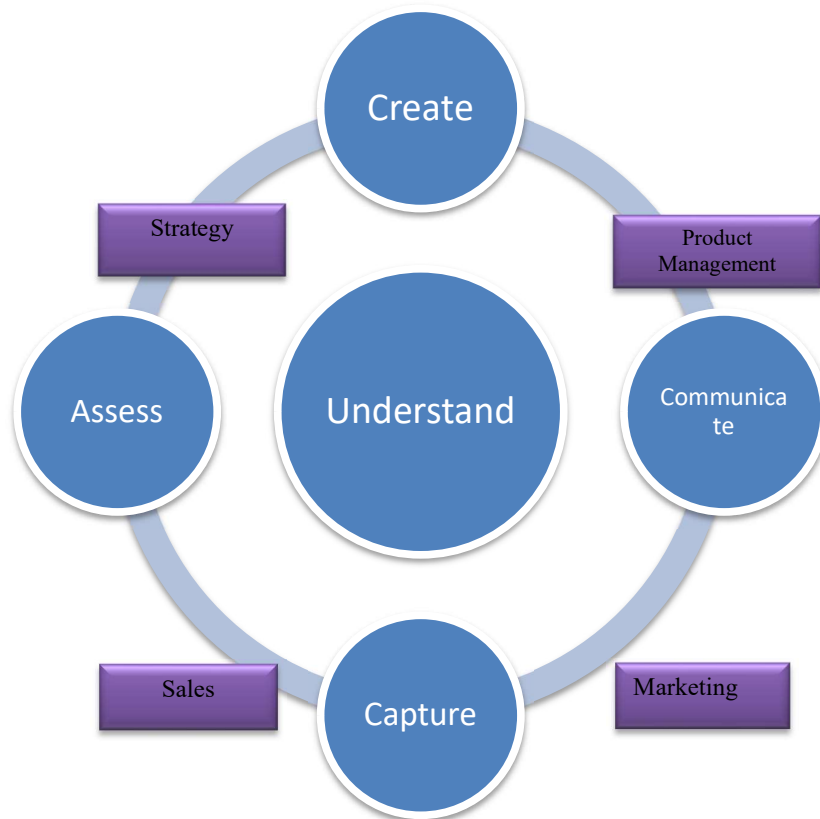 Create
Strategy
Product
Management
Assess
Understand
Communica
te
Sales
Capture
Marketing